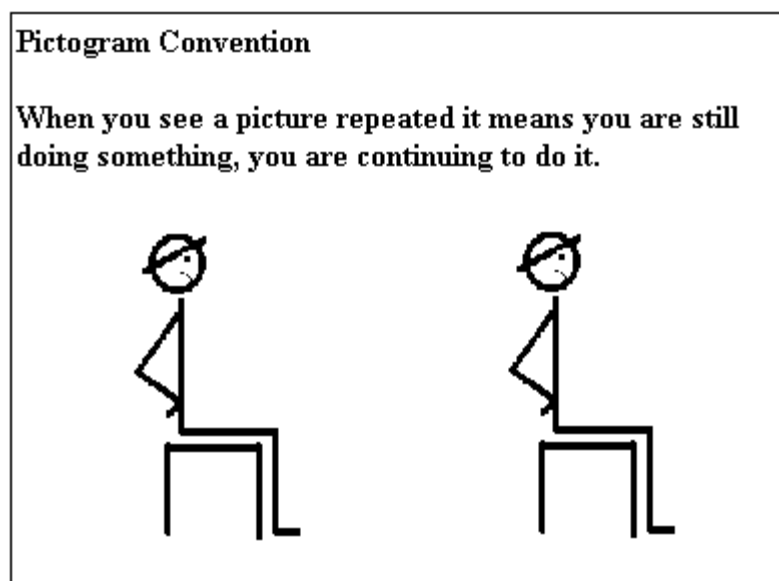 Pictogram Convention
When you see a picture repeated it means you are still
doing something, you are continuing to do it.